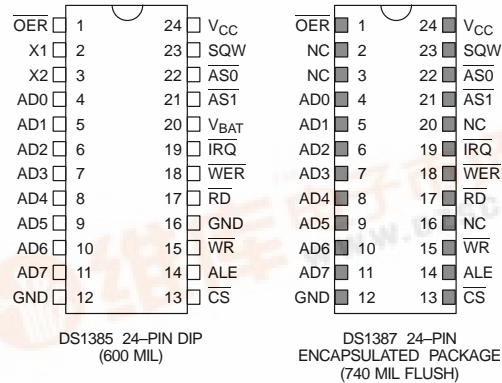 OER 1 24 VCC
X1 2 23 SQW
X2 3 22 AS0
AD0 4 21 AS1
AD1 5 20 VBAT
AD2 6 19 IRQ
AD3 7 18 WER
AD4 8 17 RD
AD5 9 16 GND
AD6 10 15 WR
AD7 11 14 ALE
GND 12 13 CS
DS1385 24–PIN DIP
(600 MIL)
OER 1 24 VCC
NC 2 23 SQW
NC 3 22 AS0
AD0 4 21 AS1
AD1 5 20 NC
AD2 6 19 IRQ
AD3 7 18 WER
AD4 8 17 RD
AD5 9 16 NC
AD6 10 15 WR
AD7 11 14 ALE
GND 12 13 CS
DS1387 24–PIN
ENCAPSULATED PACKAGE
(740 MIL FLUSH)